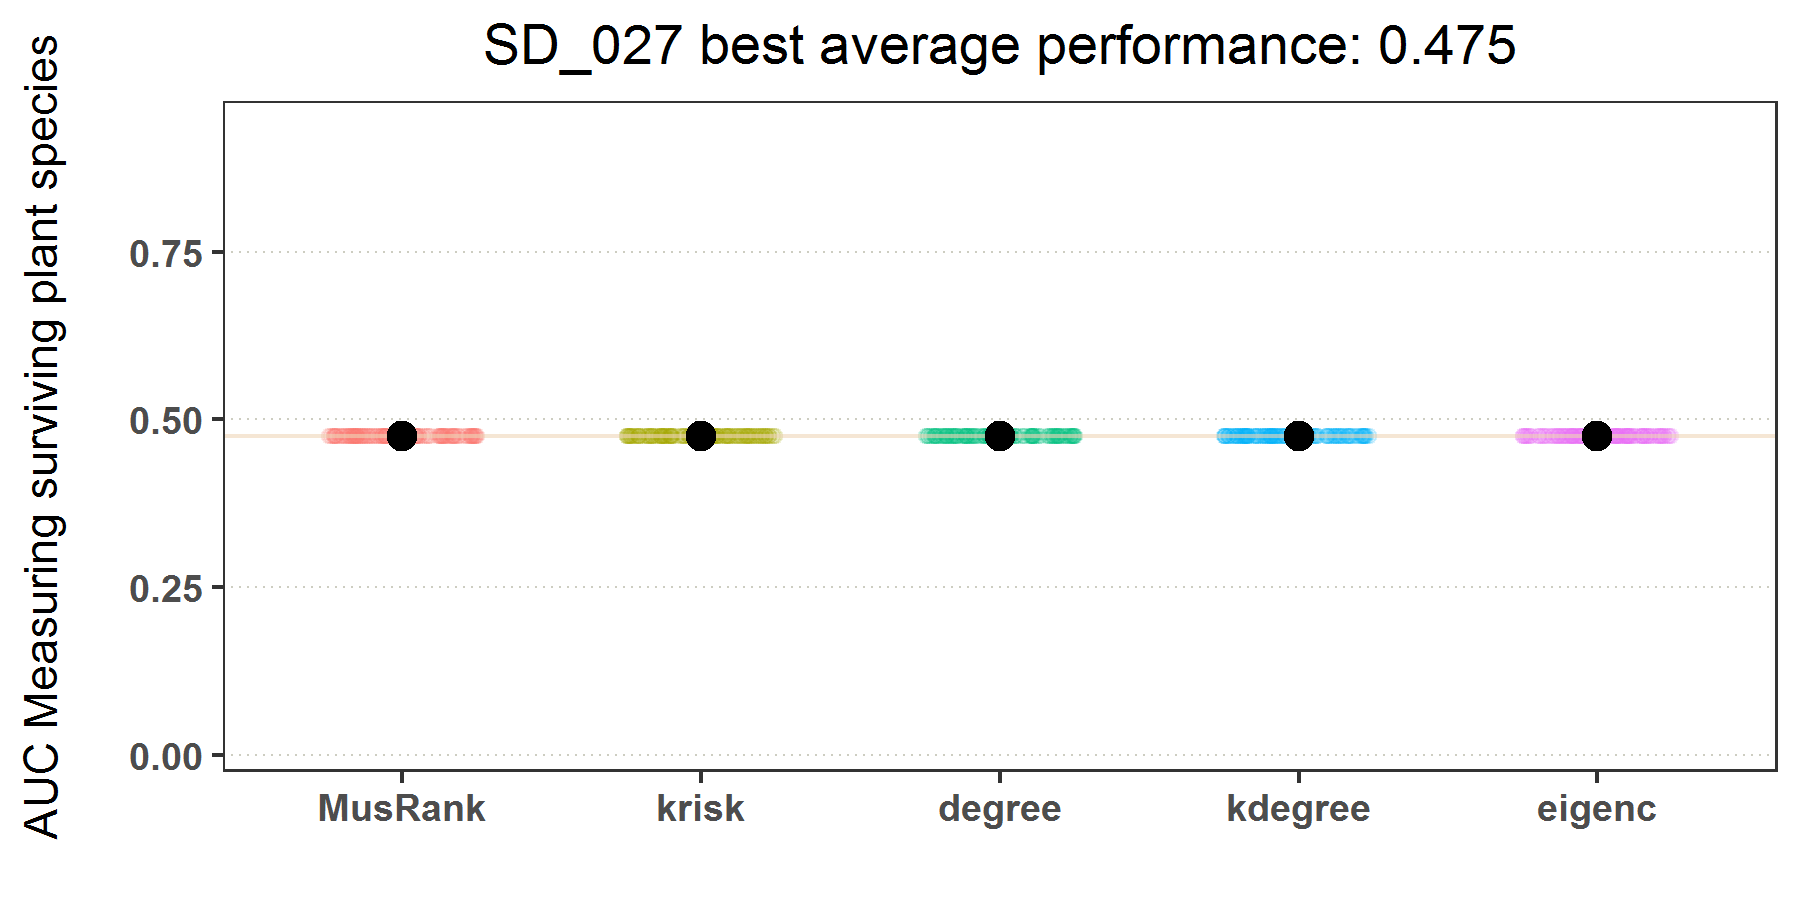 SD_027 best average performance: 0.475
AUC Measuring surviving plant species
0.75
0.50
0.25
0.00
MusRank krisk degree kdegree eigenc